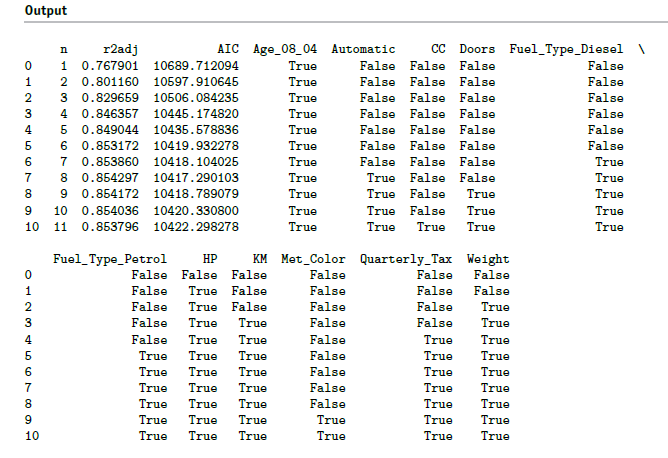 Output
n r2adj AIC Age_08_04 Automatic CC Doors Fuel_Type_Diesel \
0 1 0.767901 10689.712094 True False False False False
1 2 0.801160 10597.910645 True False False False False
2 3 0.829659 10506.084235 True False False False False
3 4 0.846357 10445.174820 True False False False False
4 5 0.849044 10435.578836 True False False False False
5 6 0.853172 10419.932278 True False False False False
6 7 0.853860 10418.104025 True False False False True
7 8 0.854297 10417.290103 True True False False True
8 9 0.854172 10418.789079 True True False True True
9 10 0.854036 10420.330800 True True False True True
10 11 0.853796 10422.298278 True True True True True
Fuel_Type_Petrol HP KM Met_Color Quarterly_Tax Weight
0 False False False False False False
1 False True False False False False
2 False True False False False True
3 False True True False False True
4 False True True False True True
5 True True True False True True
6 True True True False True True
7 True True True False True True
8 True True True False True True
9 True True True True True True
10 True True True True True True